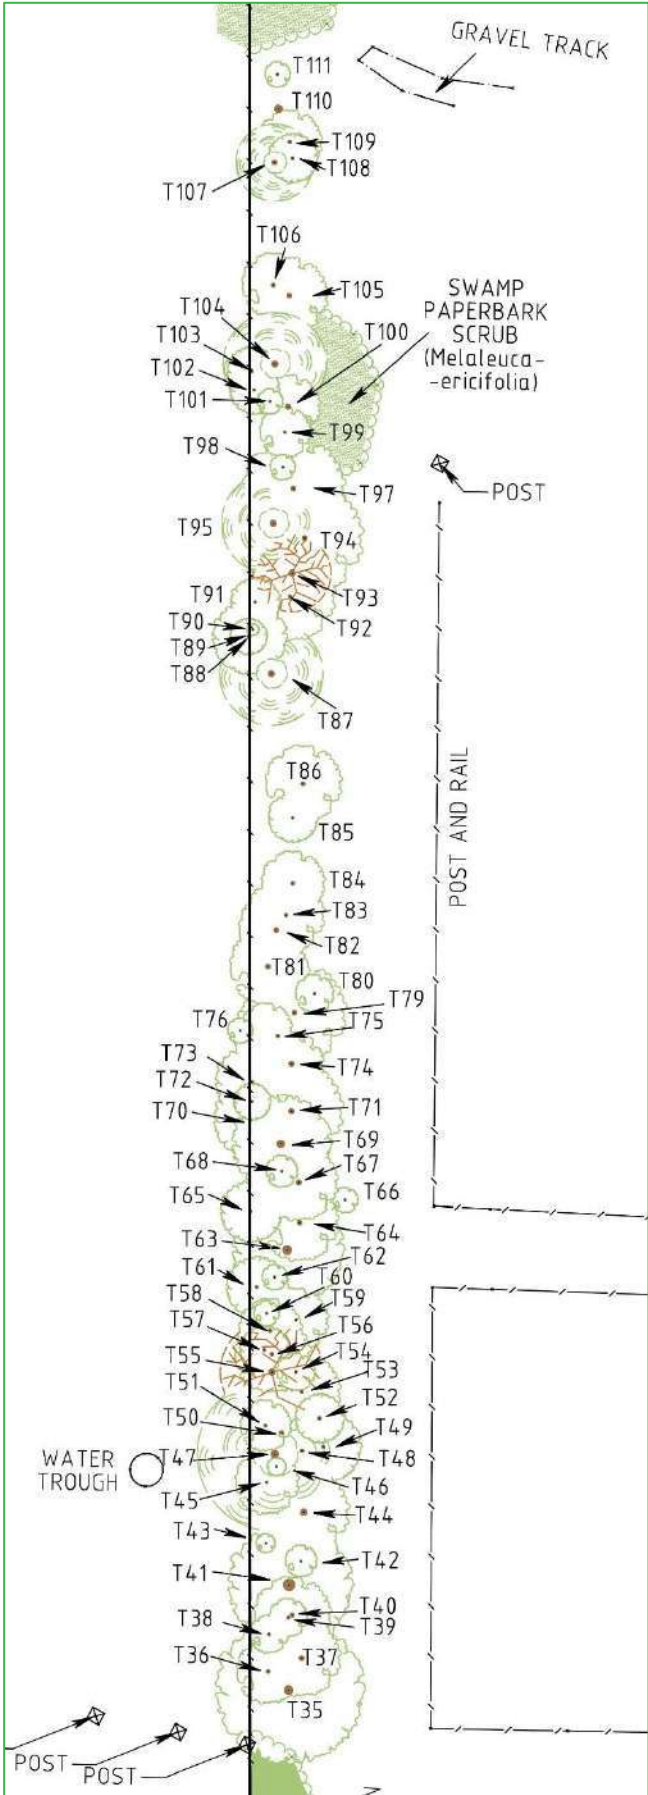 GRAVEL TRACK
T111
T110
T109
T108
T107
T106
T105
T104
T103
T102
T101
T100
SWAMP
PAPERBARK
SCRUB
(Melaleuca-
-ericifolia)
T99
T98
T97
POST
T95
T94
T93
T92
T91
T90
T89
T88
T87
T86
T85
POST AND RAIL
T84
T83
T82
T81
T80
T79
T76
T75
T74
T73
T72
T71
T70
T69
T68
T67
T66
T65
T64
T63
T62
T61
T60
T59
T58
T57
T56
T55
T54
T53
T52
T51
T50
T49
T48
T47
WATER
TROUGH
T46
T45
T44
T43
T42
T41
T40
T39
T38
T37
T36
T35
POST
POST